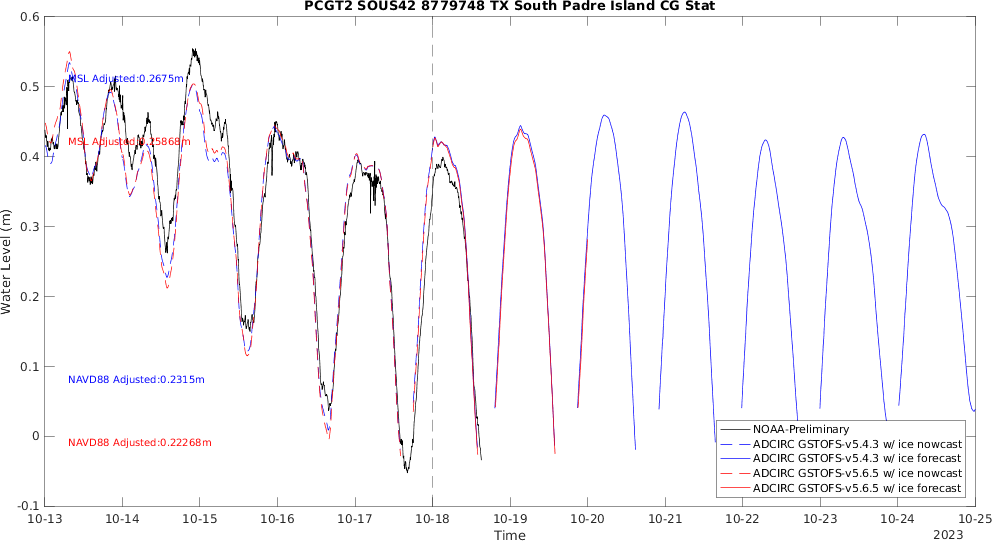 PCGT2 SOUS42 8779748 TX South Padre Island CG Stat
0.6
0.5
0.4
0.3
0.2
0.1
0
-0.1
Water Level (m)
MSL Adjusted:0.2675m
MSL Adjusted:0.25868m
NAVD88 Adjusted:0.2315m
NAVD88 Adjusted:0.22268m
NOAA-Preliminary
ADCIRC GSTOFS-v5.4.3 w/ ice nowcast
ADCIRC GSTOFS-v5.4.3 w/ ice forecast
ADCIRC GSTOFS-v5.6.5 w/ ice nowcast
ADCIRC GSTOFS-v5.6.5 w/ ice forecast
10-13 10-14 10-15 10-16 10-17 10-18 10-19 10-20 10-21 10-22 10-23 10-24 10-25
Time
2023